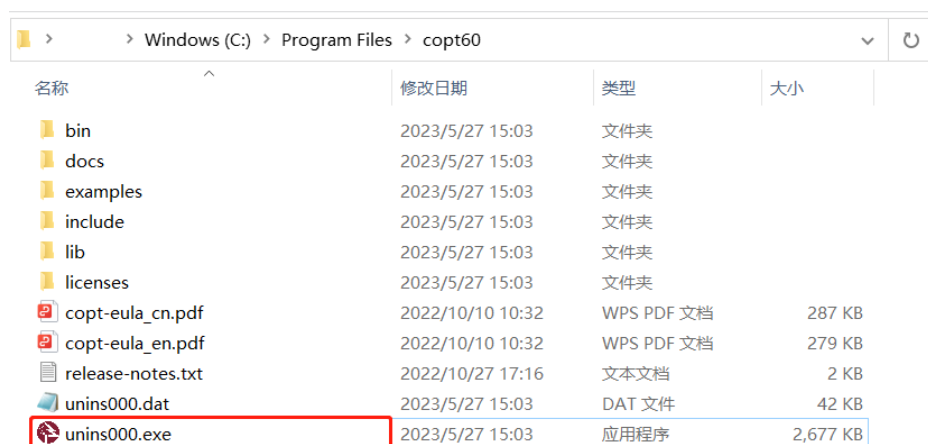 Windows (C:) Program Files copt60
名称 修改日期 类型 大小
bin 2023/5/27 15:03 文件夹
docs 2023/5/27 15:03 文件夹
examples 2023/5/27 15:03 文件夹
include 2023/5/27 15:03 文件夹
lib 2023/5/27 15:03 文件夹
licenses 2023/5/27 15:03 文件夹
copt-eula_cn.pdf 2022/10/10 10:32 WPS PDF 文档 287 KB
copt-eula_en.pdf 2022/10/10 10:32 WPS PDF 文档 279 KB
release-notes.txt 2022/10/27 17:16 文本文档 2 KB
unins000.dat 2023/5/27 15:03 DAT 文件 42 KB
unins000.exe 2023/5/27 15:03 应用程序 2,677 KB